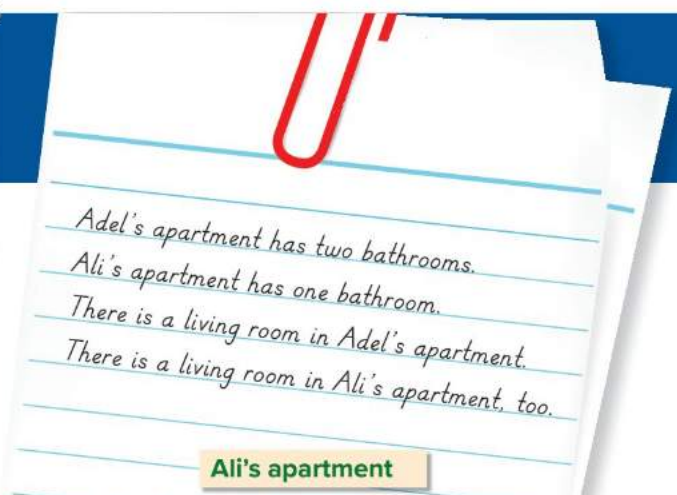 Adel's apartment has two bathrooms.
Ali's apartment has one bathroom.
There is a living room in Adel's apartment.
There is a living room in Ali's apartment, too.
Ali's apartment